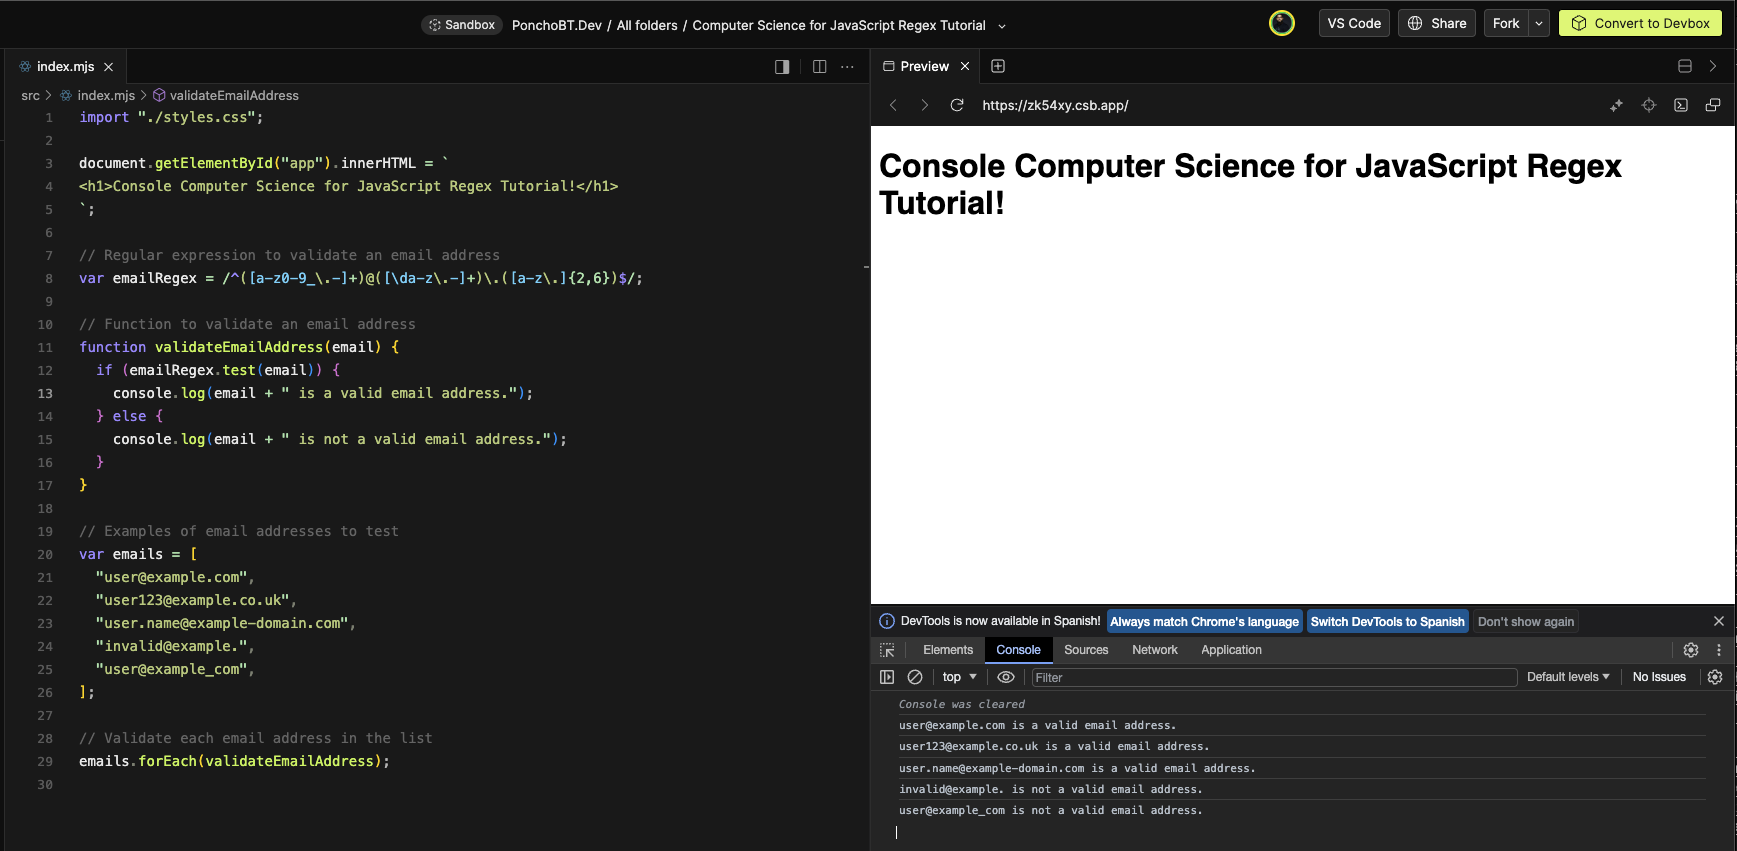 Sandbox PonchoBT.Dev / All folders / Computer Science for JavaScript Regex Tutorial
VS Code Share Fork Convert to Devbox
index.mjs
src > index.mjs > validateEmailAddress
1 import "./styles.css";
2
3 document.getElementById("app").innerHTML = `
4 <h1>Console Computer Science for JavaScript Regex Tutorial!</h1>
5 `;
6
7 // Regular expression to validate an email address
8 var emailRegex = /^([a-z0-9_\.-]+)@([\da-z\.-]+)\.([a-z\.]{2,6})$/;
9
10 // Function to validate an email address
11 function validateEmailAddress(email) {
12 if (emailRegex.test(email)) {
13 console.log(email + " is a valid email address.");
14 } else {
15 console.log(email + " is not a valid email address.");
16 }
17 }
18
19 // Examples of email addresses to test
20 var emails = [
21 "user@example.com",
22 "user123@example.co.uk",
23 "user.name@example-domain.com",
24 "invalid@example.",
25 "user@example_com",
26 ];
27
28 // Validate each email address in the list
29 emails.forEach(validateEmailAddress);
30
Preview
https://zk54xy.csb.app/
Console Computer Science for JavaScript Regex
Tutorial!
DevTools is now available in Spanish! Always match Chrome's language Switch DevTools to Spanish Don't show again
Elements Console Sources Network Application
top Filter Default levels No Issues
Console was cleared
user@example.com is a valid email address.
user123@example.co.uk is a valid email address.
user.name@example-domain.com is a valid email address.
invalid@example. is not a valid email address.
user@example_com is not a valid email address.